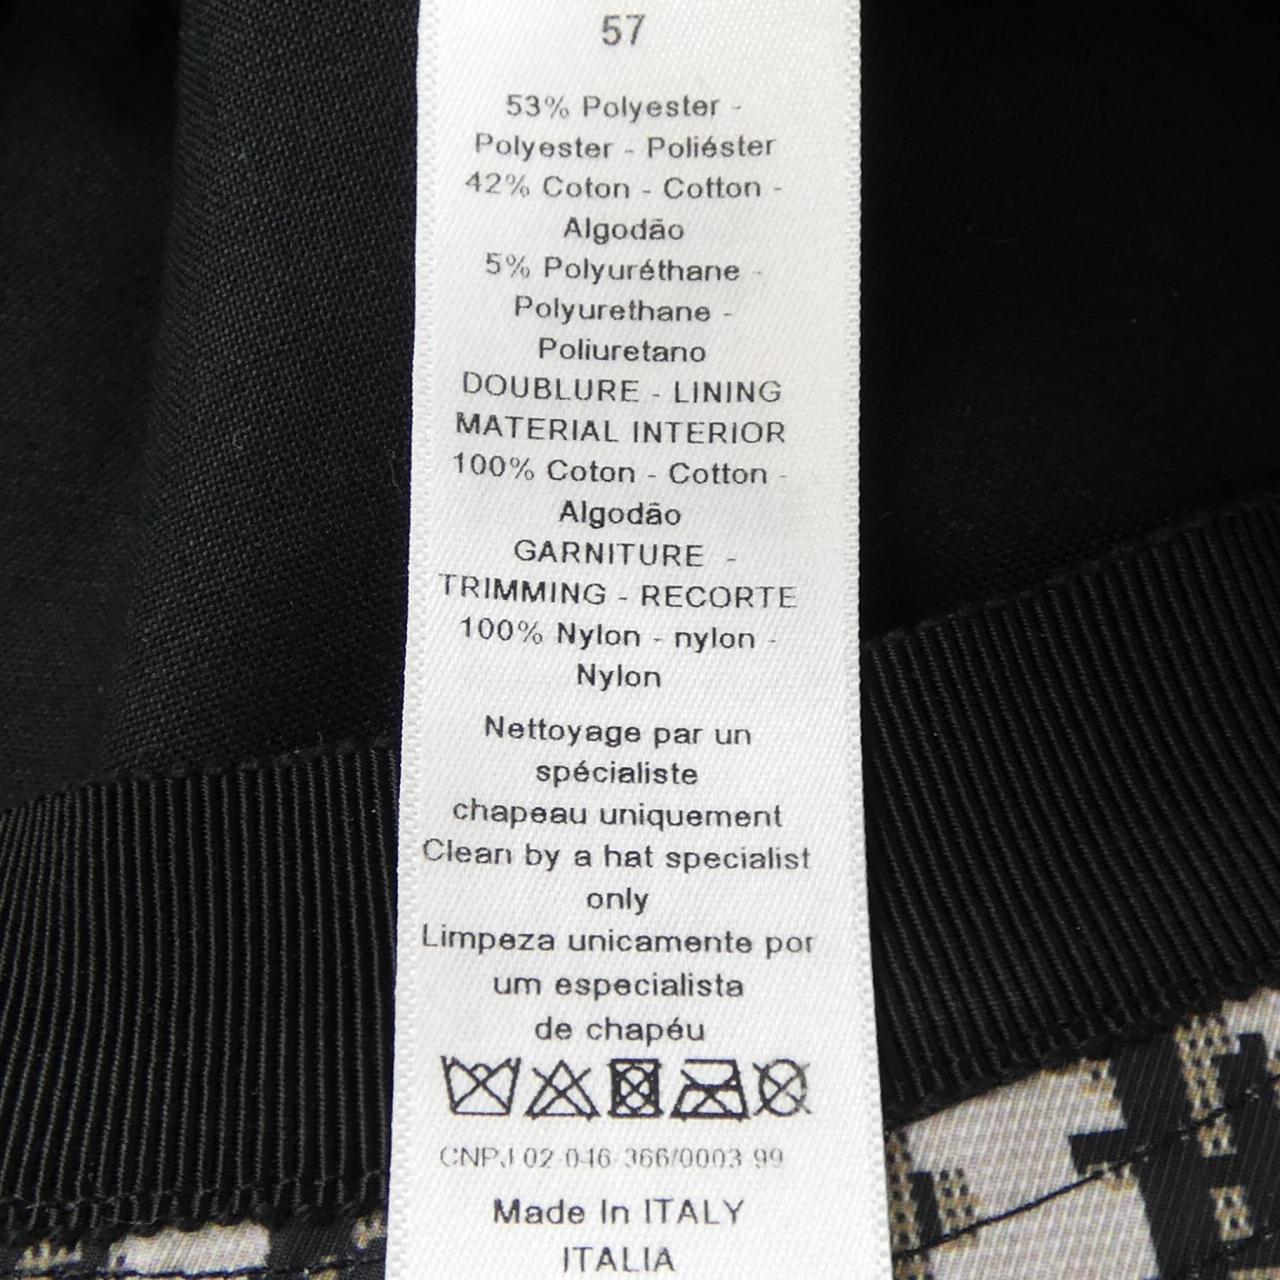 57
53% Polyester -
Polyester - Poliéster
42% Coton - Cotton -
Algodão
5% Polyuréthane -
Polyurethane -
Poliuretano
DOUBLURE - LINING
MATERIAL INTERIOR
100% Coton - Cotton -
Algodão
GARNITURE -
TRIMMING - RECORTE
100% Nylon - nylon -
Nylon
Nettoyage par un
spécialiste
chapeau uniquement
Clean by a hat specialist
only
Limpeza unicamente por
um especialista
de chapéu
CNPJ 02 046 366/0003 99
Made In ITALY
ITALIA